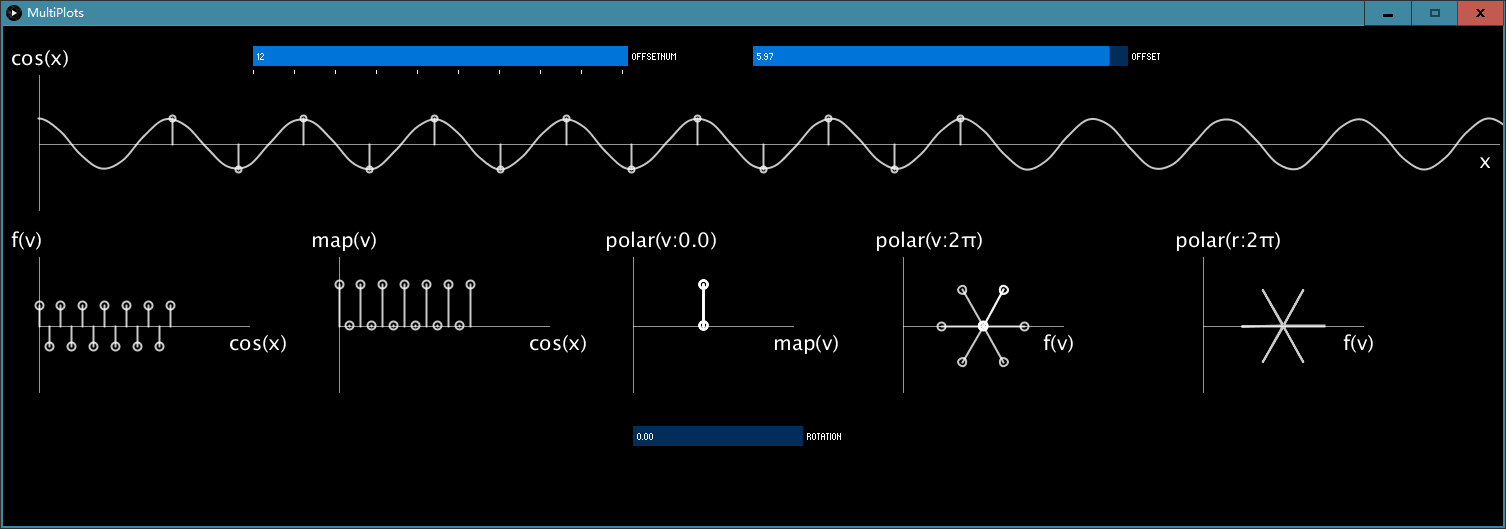 MultiPlots
cos(x)
12
OFFSETNUM
5.97
OFFSET
x
f(v)
map(v)
polar(v:0.0)
polar(v:2π)
polar(r:2π)
cos(x)
cos(x)
map(v)
f(v)
f(v)
0.00
ROTATION